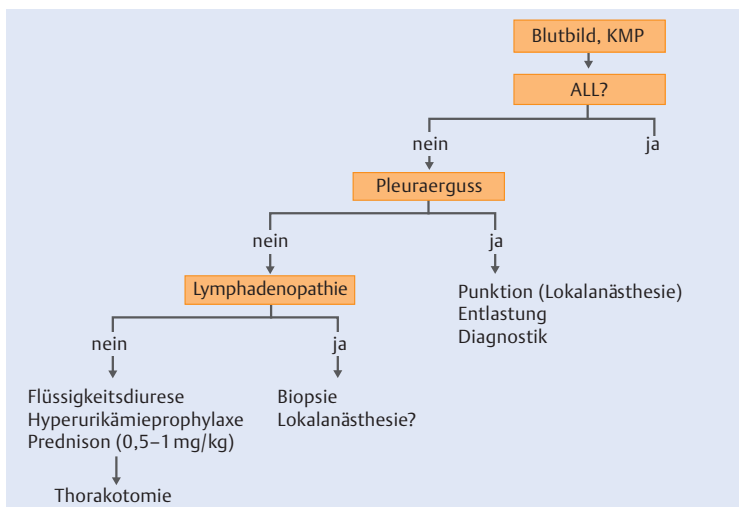 Blutbild, KMP
ALL?
nein
ja
Pleuraerguss
nein
ja
Lymphadenopathie
Punktion (Lokalanästhesie)
Entlastung
Diagnostik
nein
ja
Flüssigkeitsdiurese
Hyperurikämieprophylaxe
Prednison (0,5–1 mg/kg)
Biopsie
Lokalanästhesie?
Thorakotomie